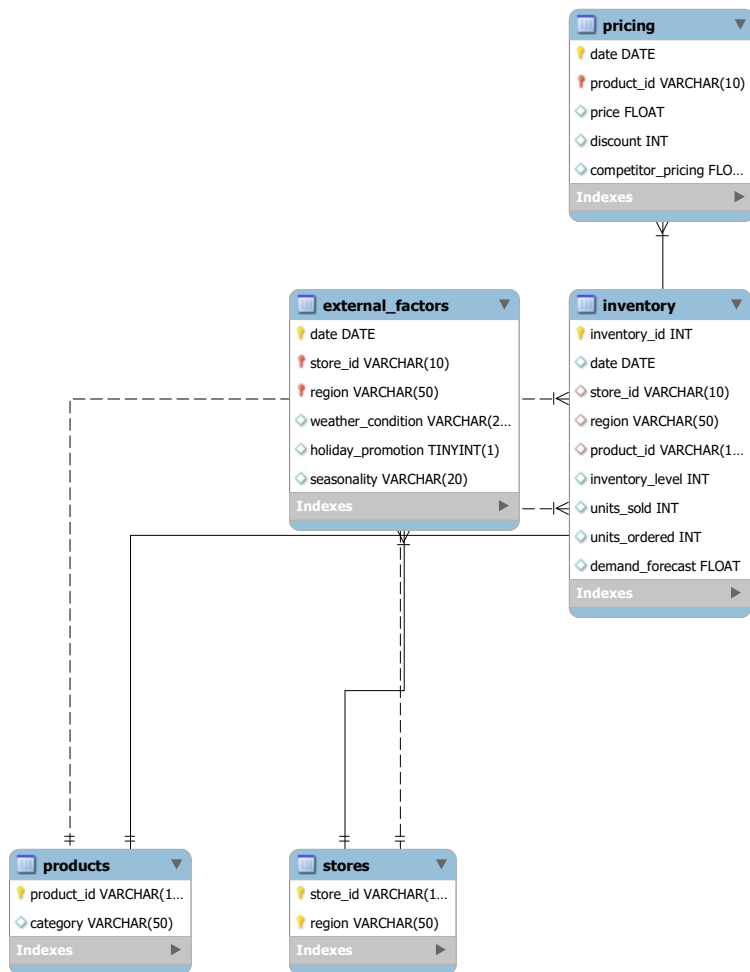 pricing
date DATE
product_id VARCHAR(10)
price FLOAT
discount INT
competitor_pricing FLO...
Indexes
external_factors
date DATE
store_id VARCHAR(10)
region VARCHAR(50)
weather_condition VARCHAR(2...
holiday_promotion TINYINT(1)
seasonality VARCHAR(20)
Indexes
inventory
inventory_id INT
date DATE
store_id VARCHAR(10)
region VARCHAR(50)
product_id VARCHAR(1...
inventory_level INT
units_sold INT
units_ordered INT
demand_forecast FLOAT
Indexes
products
product_id VARCHAR(1...
category VARCHAR(50)
Indexes
stores
store_id VARCHAR(1...
region VARCHAR(50)
Indexes